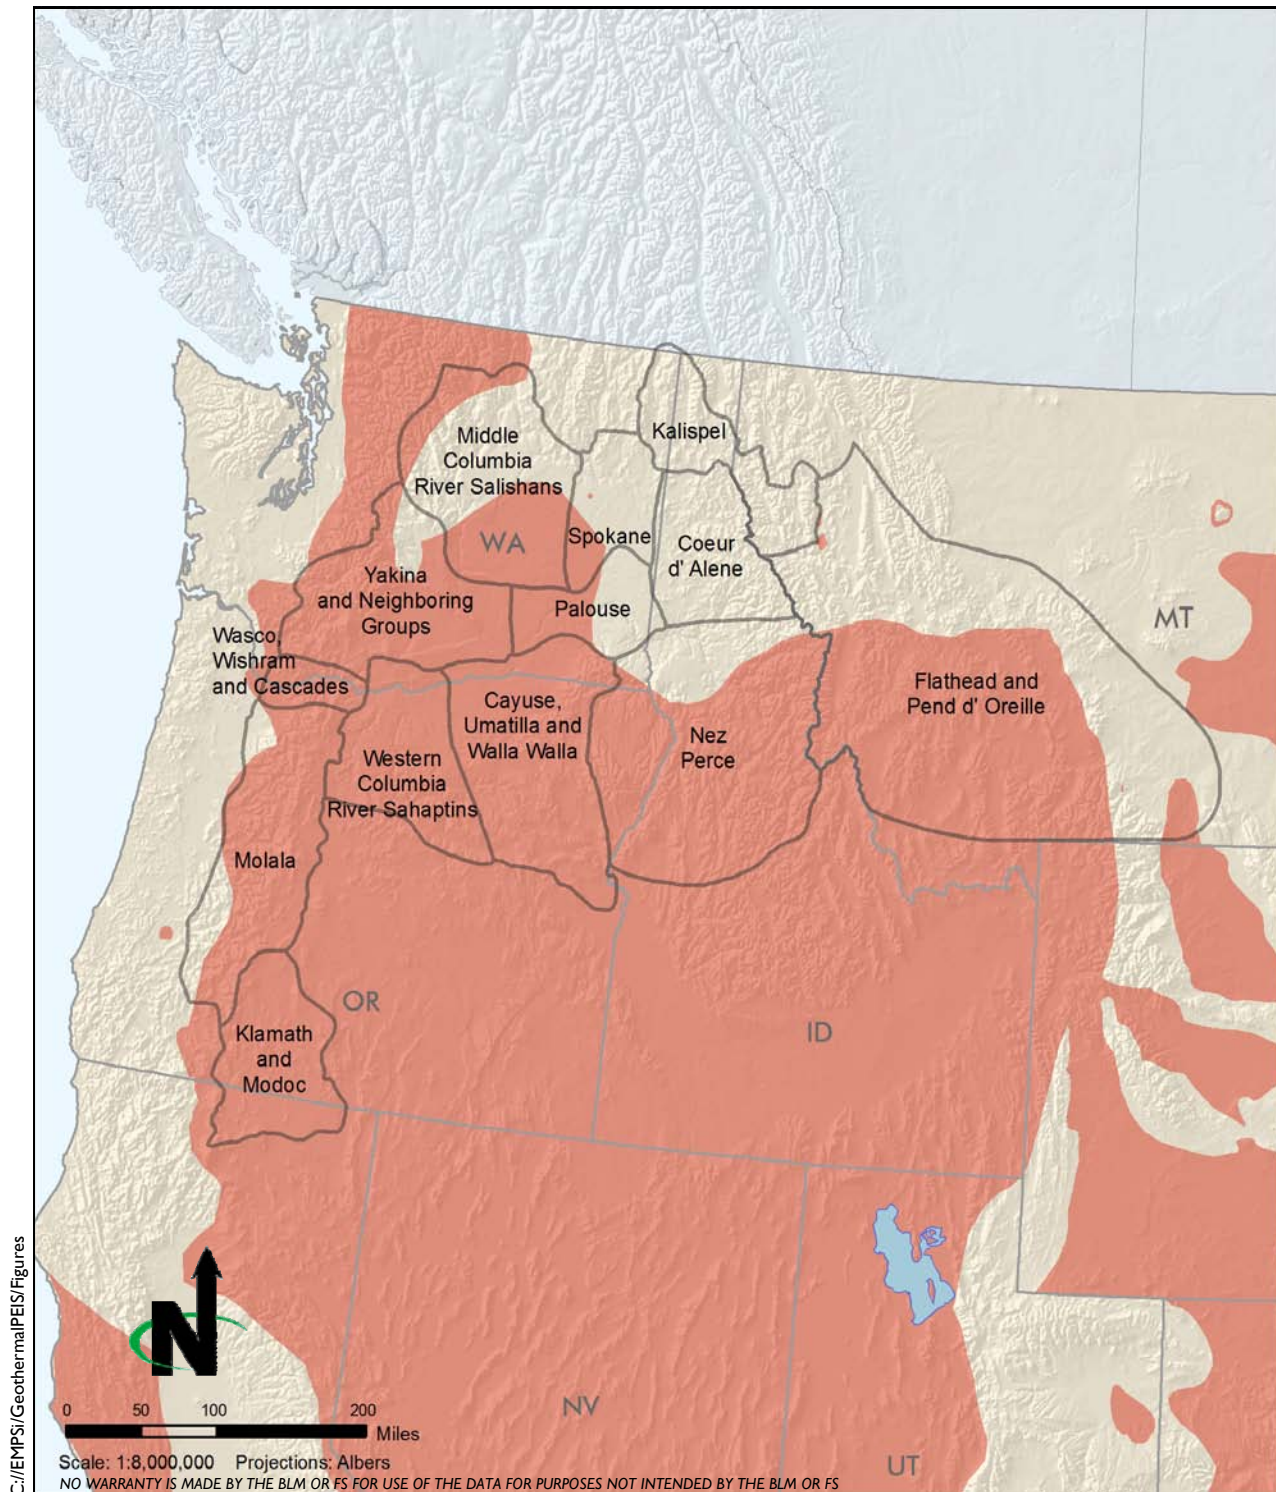 Kalispel
Middle
Columbia
River Salishans
WA
Spokane
Coeur
d' Alene
Yakina
and Neighboring
Groups
Palouse
MT
Wasco,
Wishram
and Cascades
Flathead and
Pend d' Oreille
Cayuse,
Umatilla and
Walla Walla
Nez
Perce
Western
Columbia
River Sahaptins
Molala
OR
ID
Klamath
and
Modoc
N
NV
UT
0 50 100 200
Miles
Scale: 1:8,000,000 Projections: Albers
NO WARRANTY IS MADE BY THE BLM OR FS FOR USE OF THE DATA FOR PURPOSES NOT INTENDED BY THE BLM OR FS
C://EMPSi/GeothermalPEIS/Figures